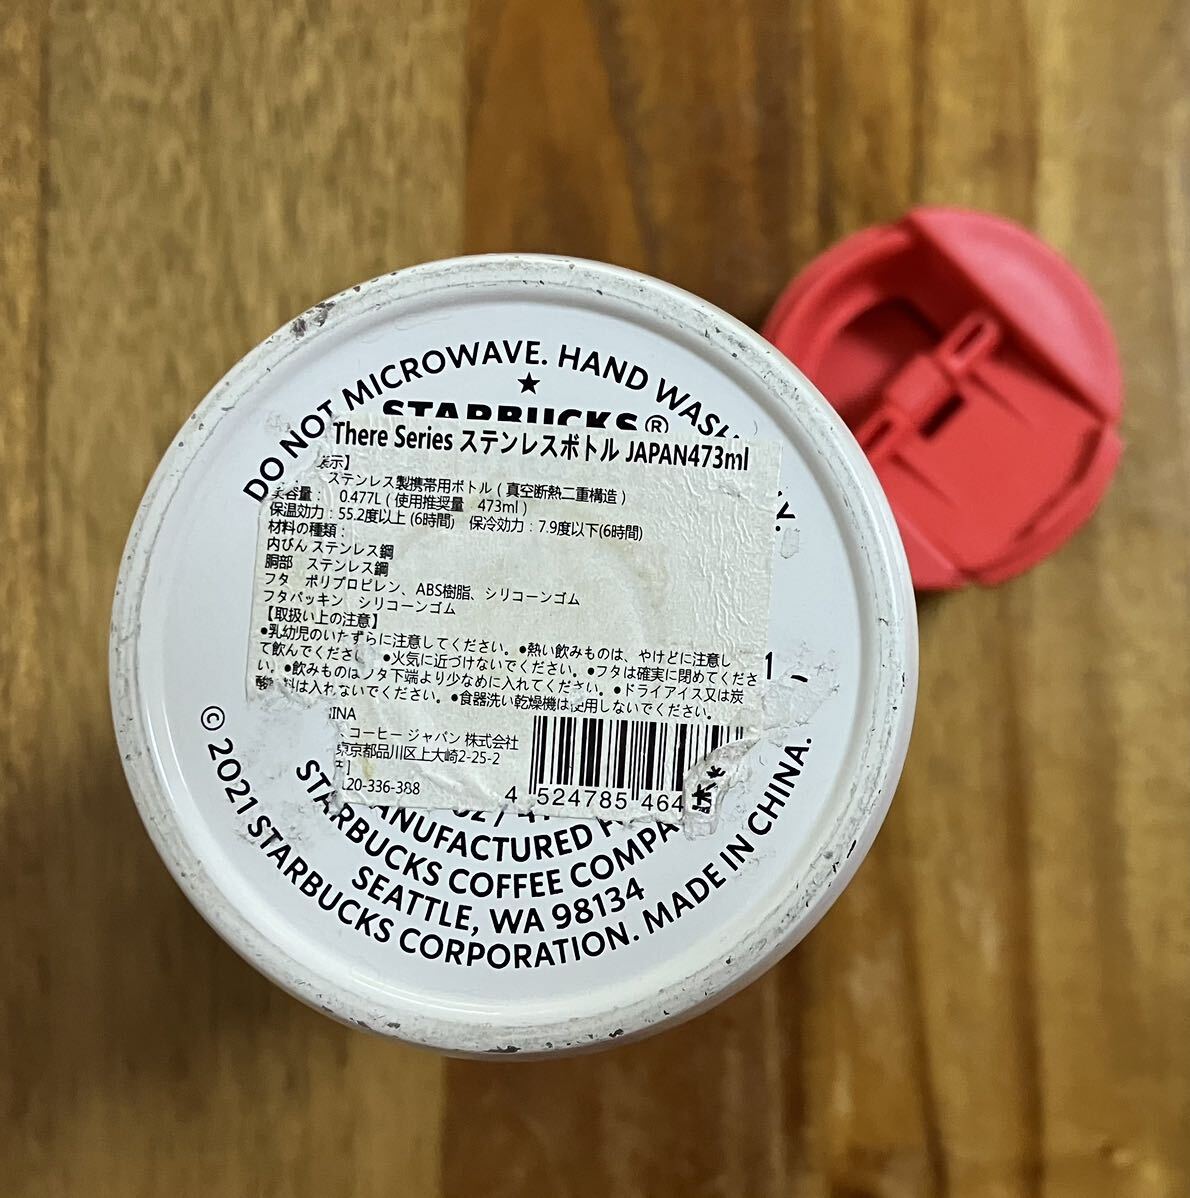 DO NOT MICROWAVE. HAND WASH
STARBUCKS®
There Series ステンレスボトル JAPAN473ml
表示】
ステンレス製携帯用ボトル ( 真空断熱二重構造 )
実容量： 0.477L ( 使用推奨量 473ml )
保温効力：55.2度以上 (6時間) 保冷効力：7.9度以下(6時間)
材料の種類：
内びん ステンレス鋼
胴部 ステンレス鋼
フタ ポリプロピレン、ABS樹脂、シリコーンゴム
フタパッキン シリコーンゴム
【取扱い上の注意】
●乳幼児のいたずらに注意してください。●熱い飲みものは、やけどに注意し
て飲んでください。●火気に近づけないでください。●フタは確実に閉めてくださ
い。●飲みものはフタ下端より少なめに入れてください。●ドライアイス又は炭
酸飲料は入れないでください。●食器洗い乾燥機は使用しないでください。
コーヒー ジャパン 株式会社
東京都品川区上大崎2-25-2
120-336-388
4 524785 464
MANUFACTURED
STARBUCKS COFFEE COMPA
SEATTLE, WA 98134
© 2021 STARBUCKS CORPORATION. MADE IN CHINA.